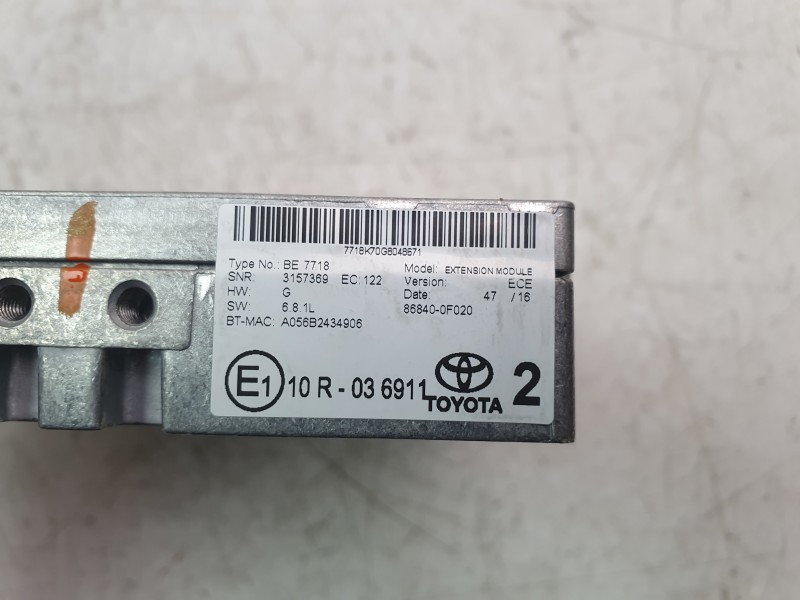 7718K70G8048671
Type No.: BE 7718 Model: EXTENSION MODULE
SNR: 3157369 EC: 122 Version: ECE
HW: G Date: 47 / 16
SW: 6.8.1L 86840-0F020
BT-MAC: A056B2434906
E1 10 R - 03 6911 TOYOTA 2